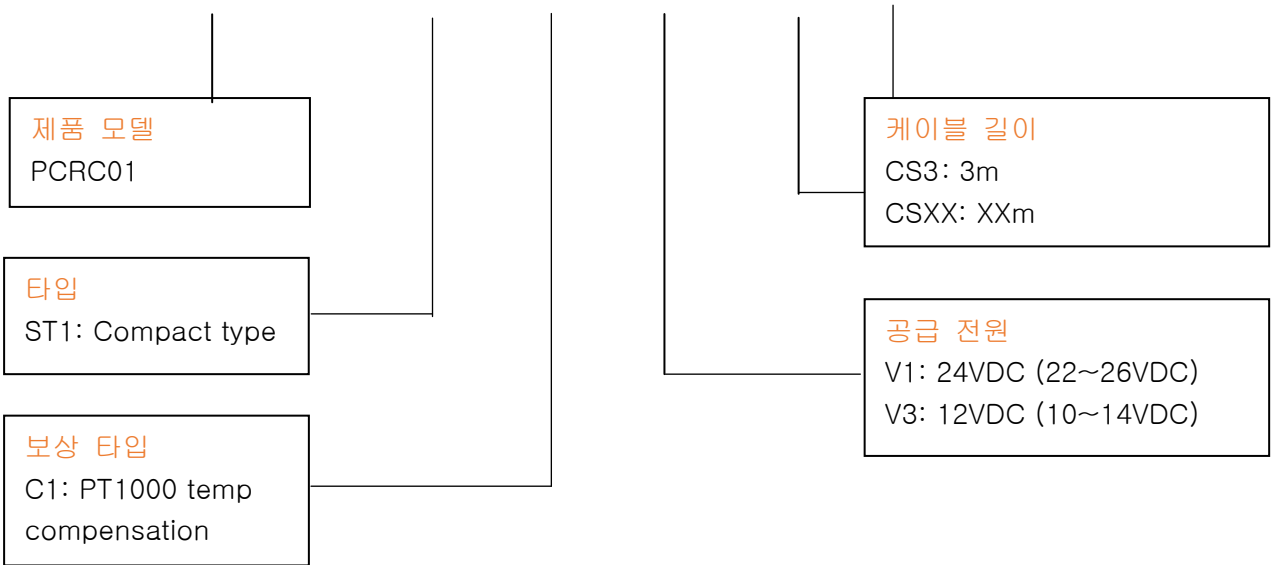 제품 모델
PCRC01
타입
ST1: Compact type
보상 타입
C1: PT1000 temp
compensation
케이블 길이
CS3: 3m
CSXX: XXm
공급 전원
V1: 24VDC (22~26VDC)
V3: 12VDC (10~14VDC)